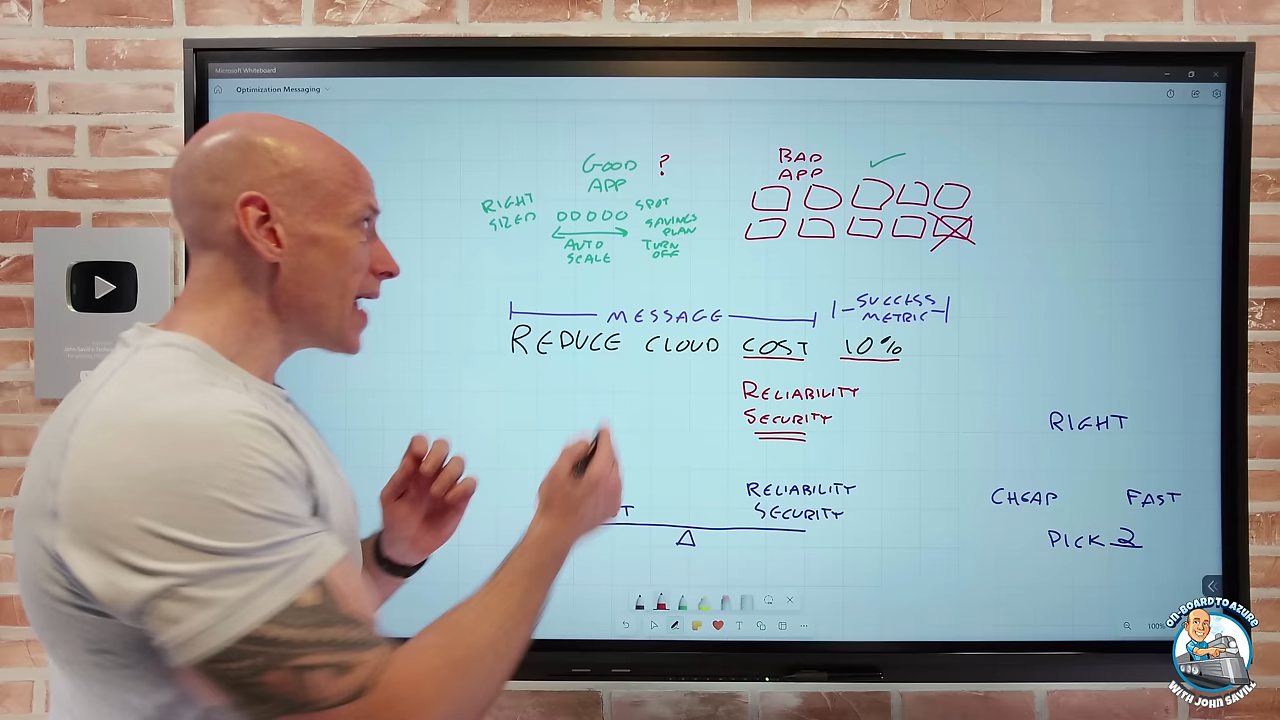 Microsoft Whiteboard
Optimization Messaging
GOOD ?
APP
RIGHT
SIZED
AUTO
SCALE
SPOT
SAVINGS
PLAN
TURN
OFF
BAD
APP
MESSAGE
SUCCESS
METRIC
REDUCE CLOUD COST 10%
RELIABILITY
SECURITY
RIGHT
T
RELIABILITY
SECURITY
CHEAP FAST
PICK 2
100%
ON-BOARD TO AZURE
WITH JOHN SAVILL